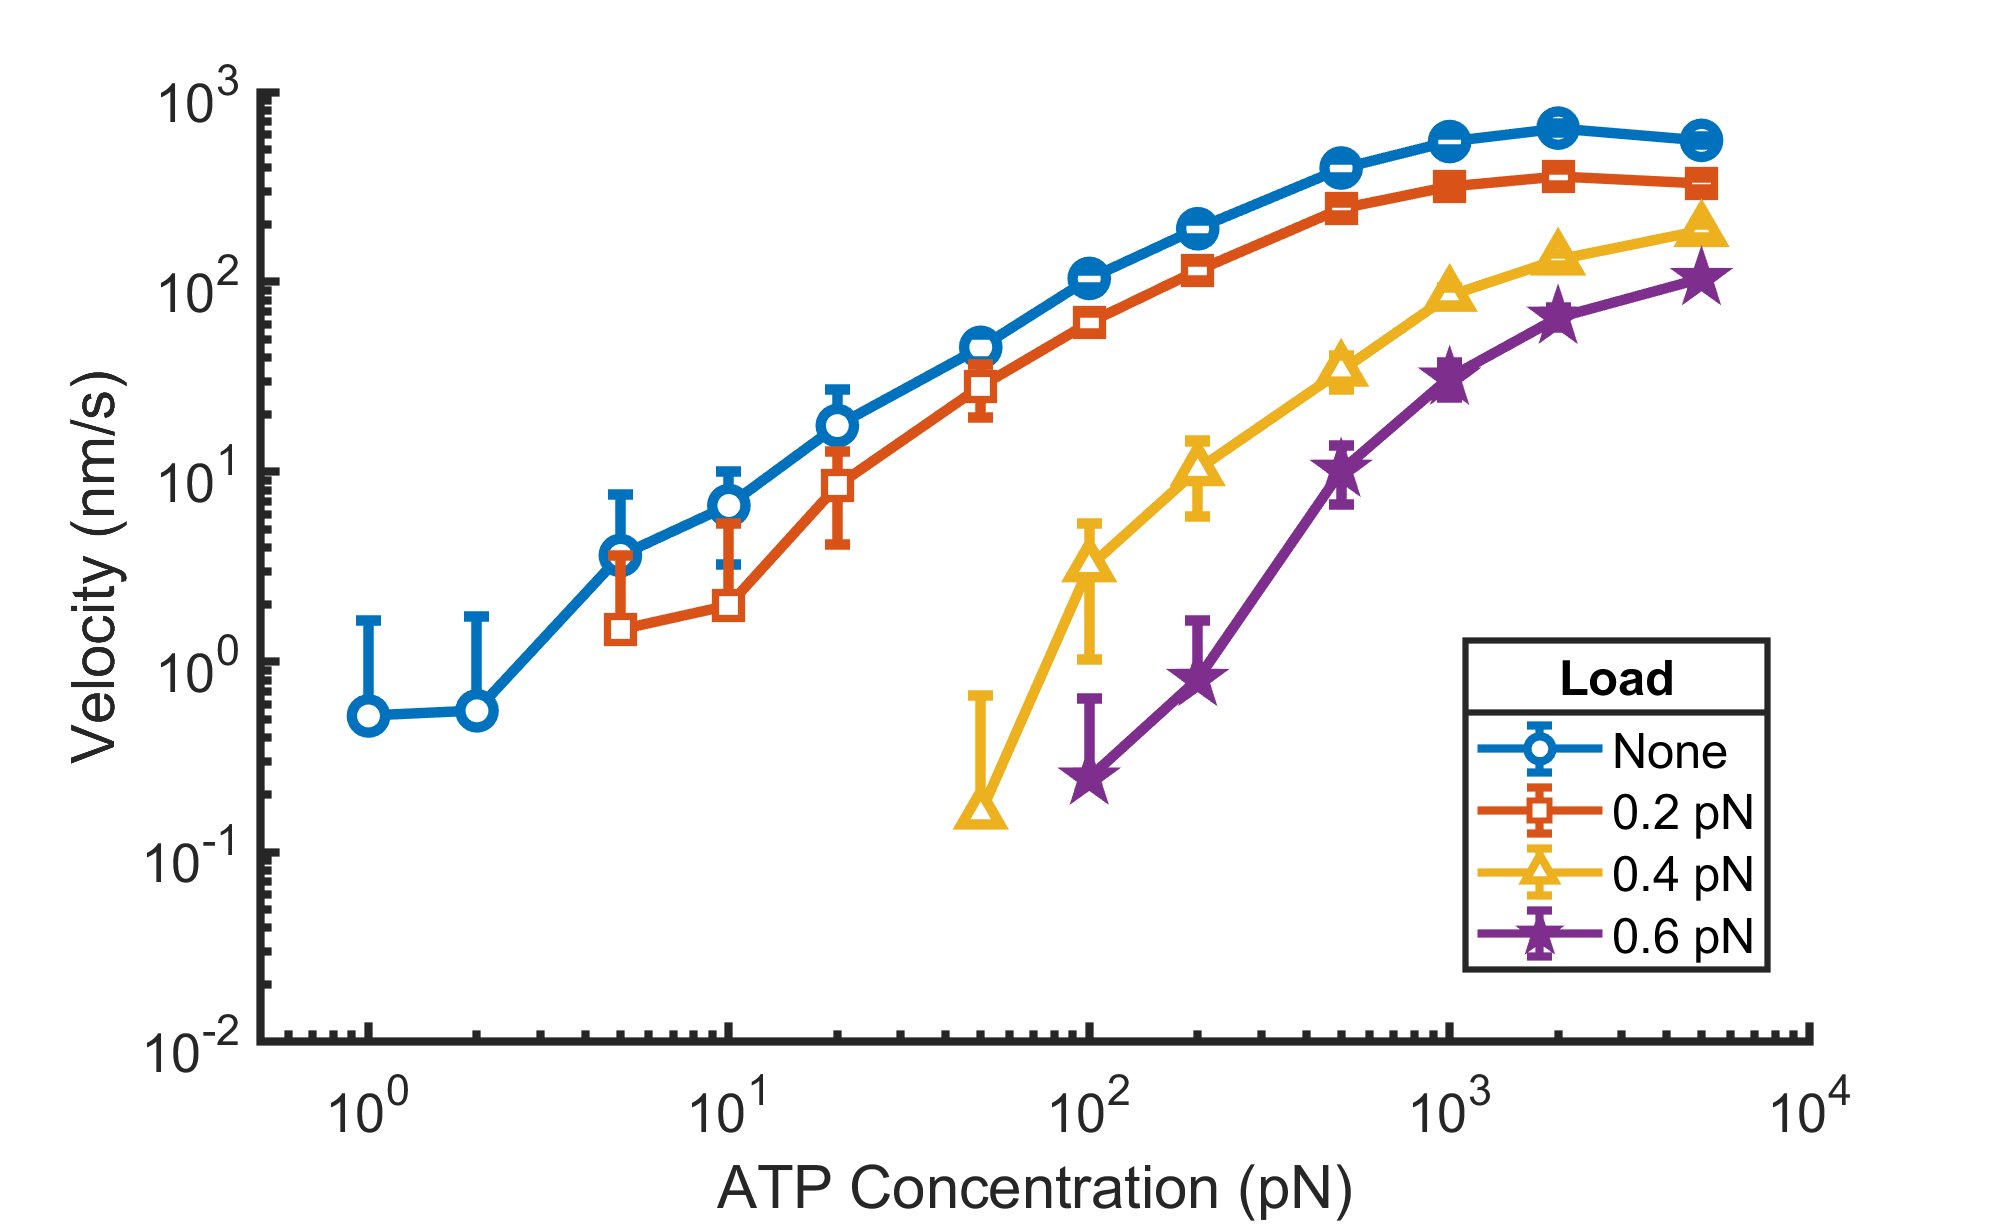 10^3
10^2
10^1
10^0
10^-1
10^-2
Velocity (nm/s)
10^0 10^1 10^2 10^3 10^4
ATP Concentration (pN)
Load
None
0.2 pN
0.4 pN
0.6 pN